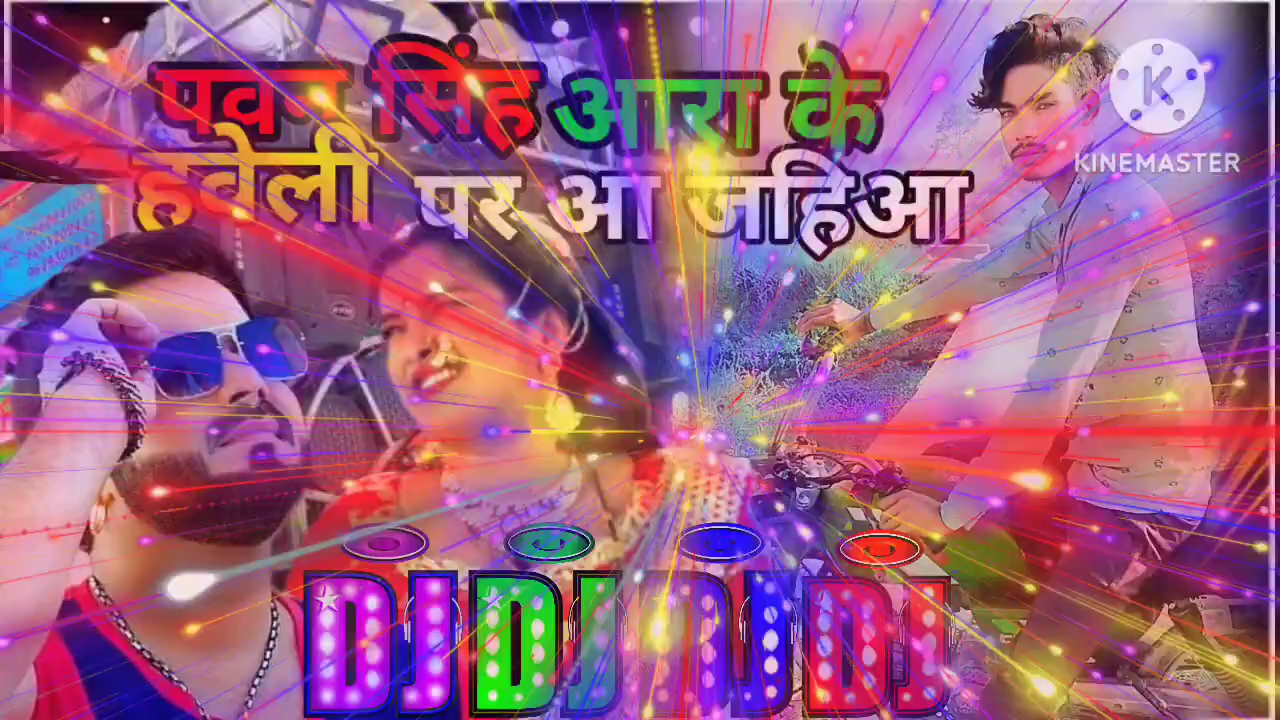 पवन सिंह आरा के
हवेली पर आ जहिआ
K
KINEMASTER
DJ DJ DJ DJ